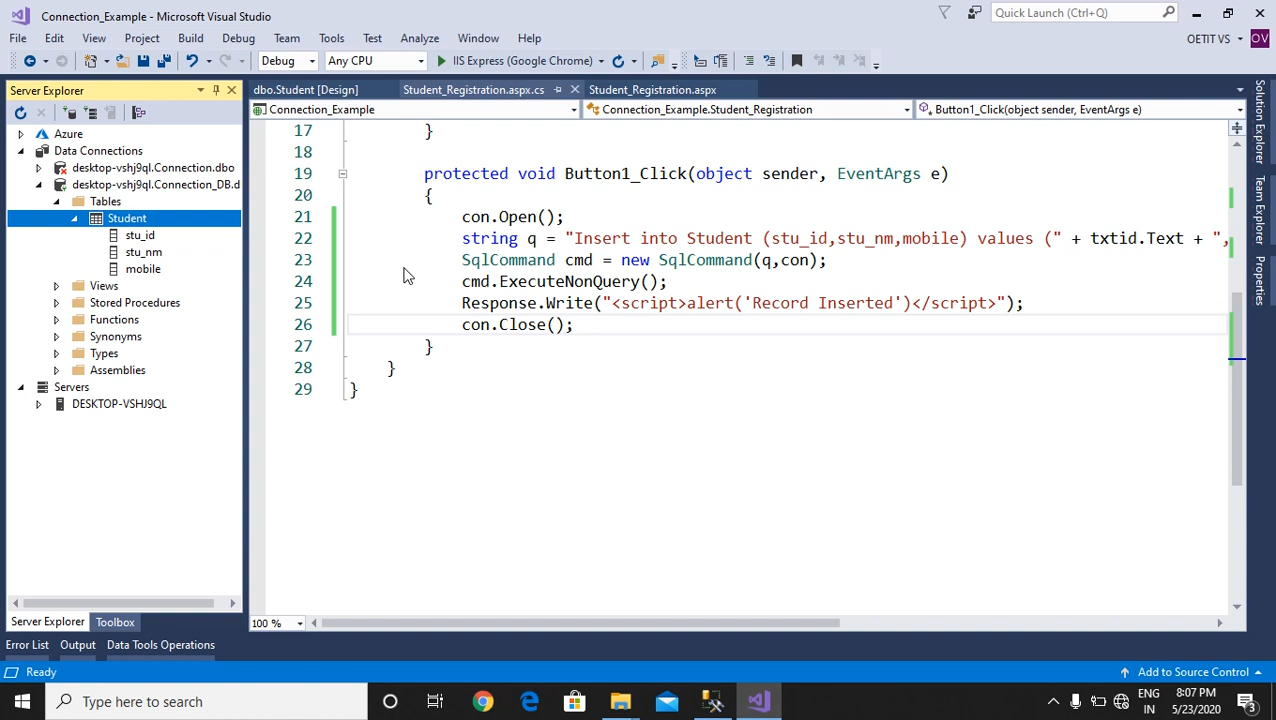 Connection_Example - Microsoft Visual Studio
Quick Launch (Ctrl+Q)
File Edit View Project Build Debug Team Tools Test Analyze Window Help
OETIT VS OV
Debug Any CPU IIS Express (Google Chrome)
Server Explorer
dbo.Student [Design] Student_Registration.aspx.cs Student_Registration.aspx
Connection_Example Connection_Example.Student_Registration Button1_Click(object sender, EventArgs e)
Azure
Data Connections
desktop-vshj9ql.Connection.dbo
desktop-vshj9ql.Connection_DB.d
Tables
Student
stu_id
stu_nm
mobile
Views
Stored Procedures
Functions
Synonyms
Types
Assemblies
Servers
DESKTOP-VSHJ9QL
17 }
18
19 protected void Button1_Click(object sender, EventArgs e)
20 {
21 con.Open();
22 string q = "Insert into Student (stu_id,stu_nm,mobile) values (" + txtid.Text + ",
23 SqlCommand cmd = new SqlCommand(q,con);
24 cmd.ExecuteNonQuery();
25 Response.Write("<script>alert('Record Inserted')</script>");
26 con.Close();
27 }
28 }
29 }
Solution Explorer
Team Explorer
Properties
100 %
Server Explorer Toolbox
Error List Output Data Tools Operations
Ready
Add to Source Control
Type here to search
ENG
IN
8:07 PM
5/23/2020
3